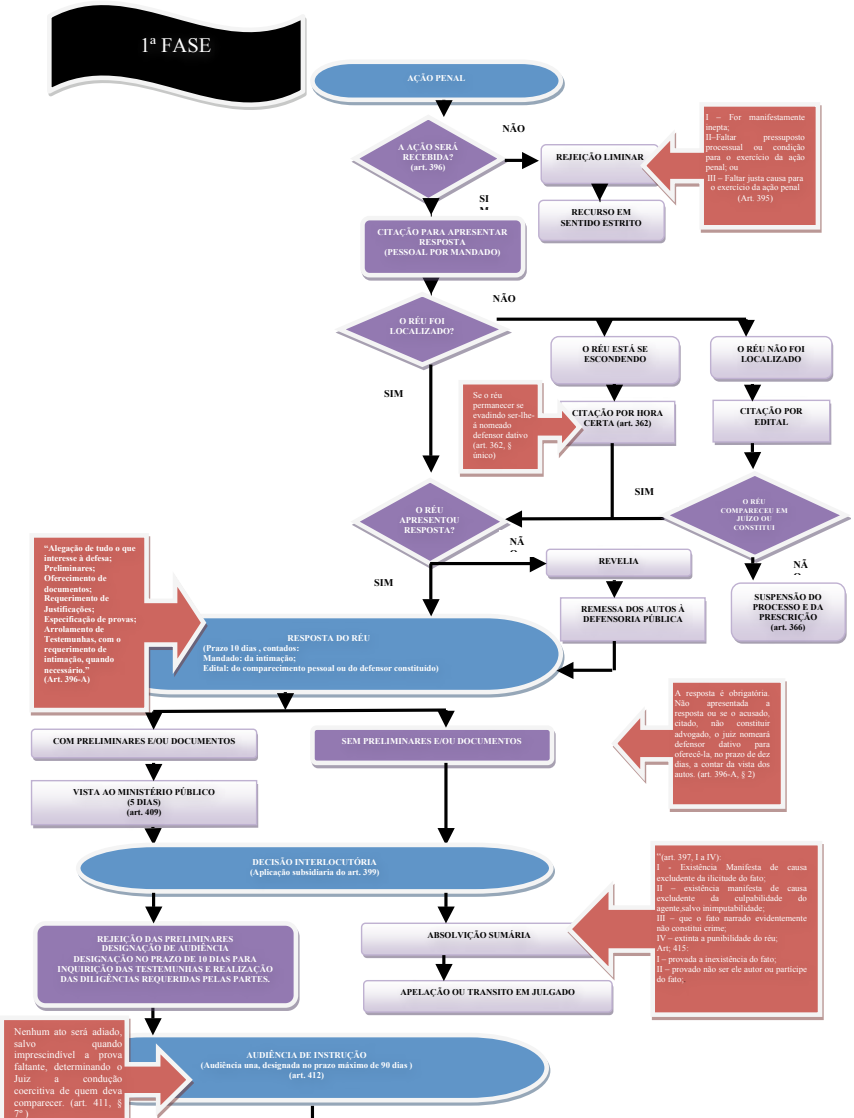 1ª FASE
AÇÃO PENAL
NÃO
A AÇÃO SERÁ
RECEBIDA?
(art. 396)
REJEIÇÃO LIMINAR
I – For manifestamente
inepta;
II–Faltar pressuposto
processual ou condição
para o exercício da ação
penal; ou
III – Faltar justa causa para
o exercício da ação penal
(Art. 395)
SI
RECURSO EM
SENTIDO ESTRITO
CITAÇÃO PARA APRESENTAR
RESPOSTA
(PESSOAL POR MANDADO)
NÃO
O RÉU FOI
LOCALIZADO?
O RÉU ESTÁ SE
ESCONDENDO
O RÉU NÃO FOI
LOCALIZADO
SIM
Se o réu
permanecer se
evadindo ser-lhe-
á nomeado
defensor dativo
(art. 362, §
único)
CITAÇÃO POR HORA
CERTA (art. 362)
CITAÇÃO POR
EDITAL
SIM
O RÉU
APRESENTOU
RESPOSTA?
O RÉU
COMPARECEU EM
JUÍZO OU
CONSTITUI
NÃ
REVELIA
NÃ
SIM
"Alegação de tudo o que
interesse à defesa;
Preliminares;
Oferecimento de
documentos;
Requerimento de
Justificações;
Especificação de provas;
Arrolamento de
Testemunhas, com o
requerimento de
intimação, quando
necessário."
(Art. 396-A)
REMESSA DOS AUTOS À
DEFENSORIA PÚBLICA
SUSPENSÃO DO
PROCESSO E DA
PRESCRIÇÃO
(art. 366)
RESPOSTA DO RÉU
(Prazo 10 dias , contados:
Mandado: da intimação;
Edital: do comparecimento pessoal ou do defensor constituído)
COM PRELIMINARES E/OU DOCUMENTOS
SEM PRELIMINARES E/OU DOCUMENTOS
A resposta é obrigatória.
Não apresentada a
resposta ou se o acusado,
citado, não constituir
advogado, o juiz nomeará
defensor dativo para
oferecê-la, no prazo de dez
dias, a contar da vista dos
autos. (art. 396-A, § 2)
VISTA AO MINISTÉRIO PÚBLICO
(5 DIAS)
(art. 409)
DECISÃO INTERLOCUTÓRIA
(Aplicação subsidiaria do art. 399)
"(art. 397, I a IV):
I - Existência Manifesta de causa
excludente da ilicitude do fato;
II – existência manifesta de causa
excludente da culpabilidade do
agente,salvo inimputabilidade;
III – que o fato narrado evidentemente
não constitui crime;
IV – extinta a punibilidade do réu;
Art; 415:
I – provada a inexistência do fato;
II – provado não ser ele autor ou partícipe
do fato;
REJEIÇÃO DAS PRELIMINARES
DESIGNAÇÃO DE AUDIÊNCIA
DESIGNAÇÃO NO PRAZO DE 10 DIAS PARA
INQUIRIÇÃO DAS TESTEMUNHAS E REALIZAÇÃO
DAS DILIGÊNCIAS REQUERIDAS PELAS PARTES.
ABSOLVIÇÃO SUMÁRIA
APELAÇÃO OU TRANSITO EM JULGADO
Nenhum ato será adiado,
salvo quando
imprescindível a prova
faltante, determinando o
Juiz a condução
coercitiva de quem deva
comparecer. (art. 411, §
7º )
AUDIÊNCIA DE INSTRUÇÃO
(Audiência una, designada no prazo máximo de 90 dias )
(art. 412)